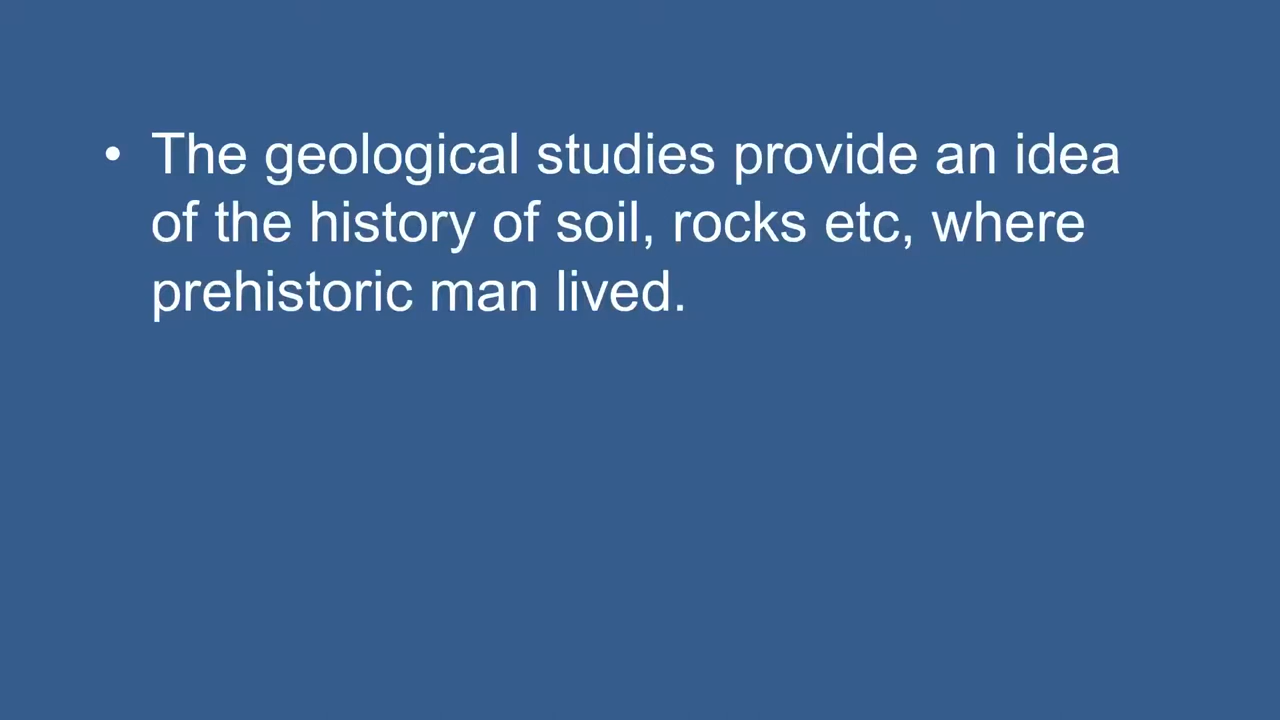 • The geological studies provide an idea
of the history of soil, rocks etc, where
prehistoric man lived.